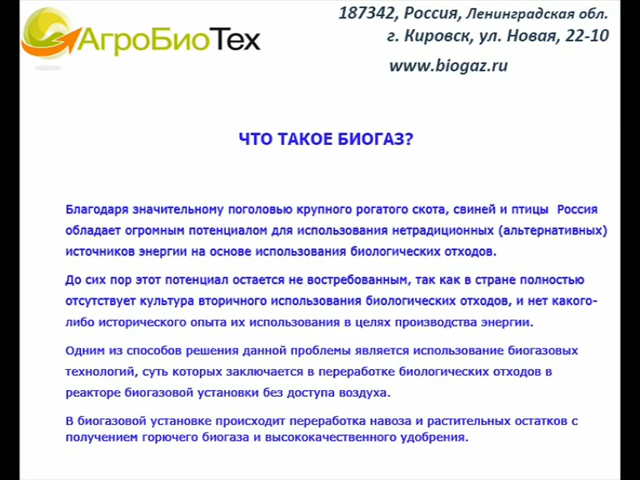 АгроБиоТех
187342, Россия, Ленинградская обл.
г. Кировск, ул. Новая, 22-10
www.biogaz.ru
ЧТО ТАКОЕ БИОГАЗ?
Благодаря значительному поголовью крупного рогатого скота, свиней и птицы Россия
обладает огромным потенциалом для использования нетрадиционных (альтернативных)
источников энергии на основе использования биологических отходов.
До сих пор этот потенциал остается не востребованным, так как в стране полностью
отсутствует культура вторичного использования биологических отходов, и нет какого-
либо исторического опыта их использования в целях производства энергии.
Одним из способов решения данной проблемы является использование биогазовых
технологий, суть которых заключается в переработке биологических отходов в
реакторе биогазовой установки без доступа воздуха.
В биогазовой установке происходит переработка навоза и растительных остатков с
получением горючего биогаза и высококачественного удобрения.